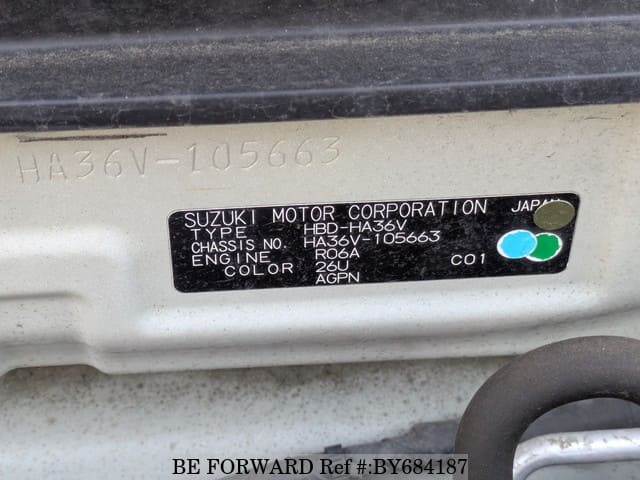 HA36V-105663
SUZUKI MOTOR CORPORATION JAPAN
TYPE HBD-HA36V
CHASSIS NO. HA36V-105663
ENGINE R06A
COLOR 26U C01
AGPN
BE FORWARD Ref #:BY684187